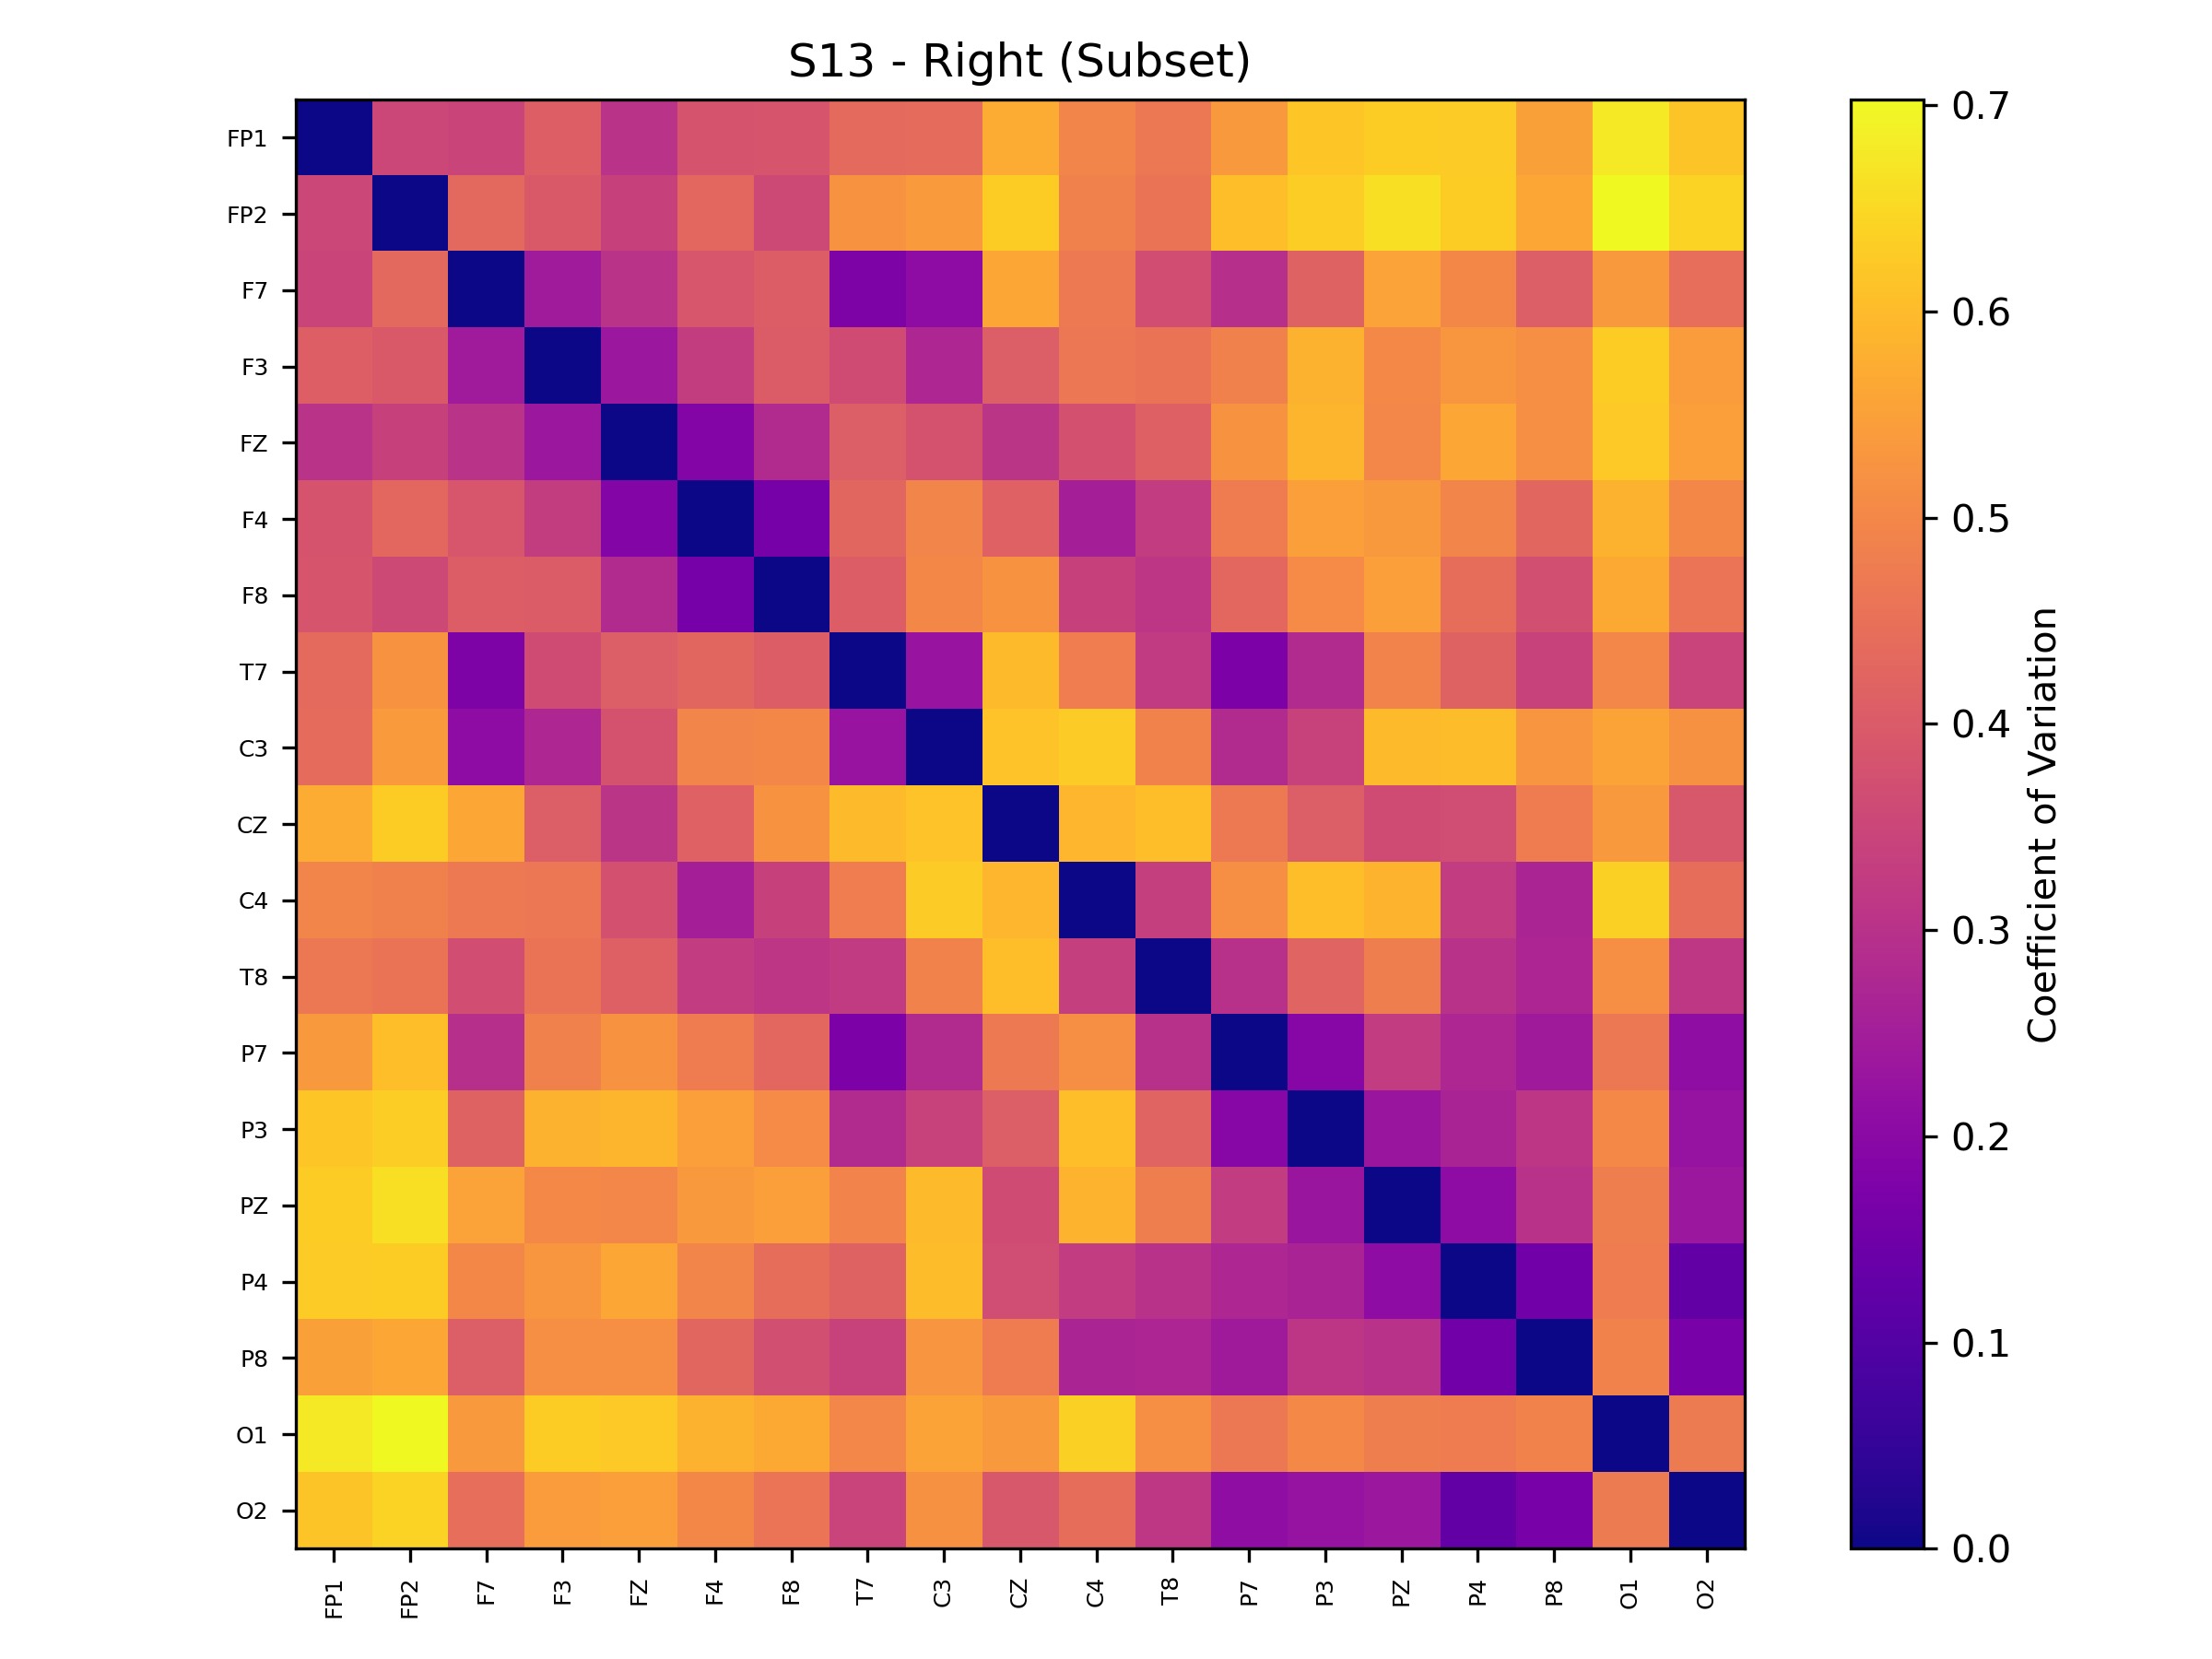 S13 - Right (Subset)
FP1
FP2
F7
F3
FZ
F4
F8
T7
C3
CZ
C4
T8
P7
P3
PZ
P4
P8
O1
O2
FP1 FP2 F7 F3 FZ F4 F8 T7 C3 CZ C4 T8 P7 P3 PZ P4 P8 O1 O2
0.7
0.6
0.5
0.4
0.3
0.2
0.1
0.0
Coefficient of Variation